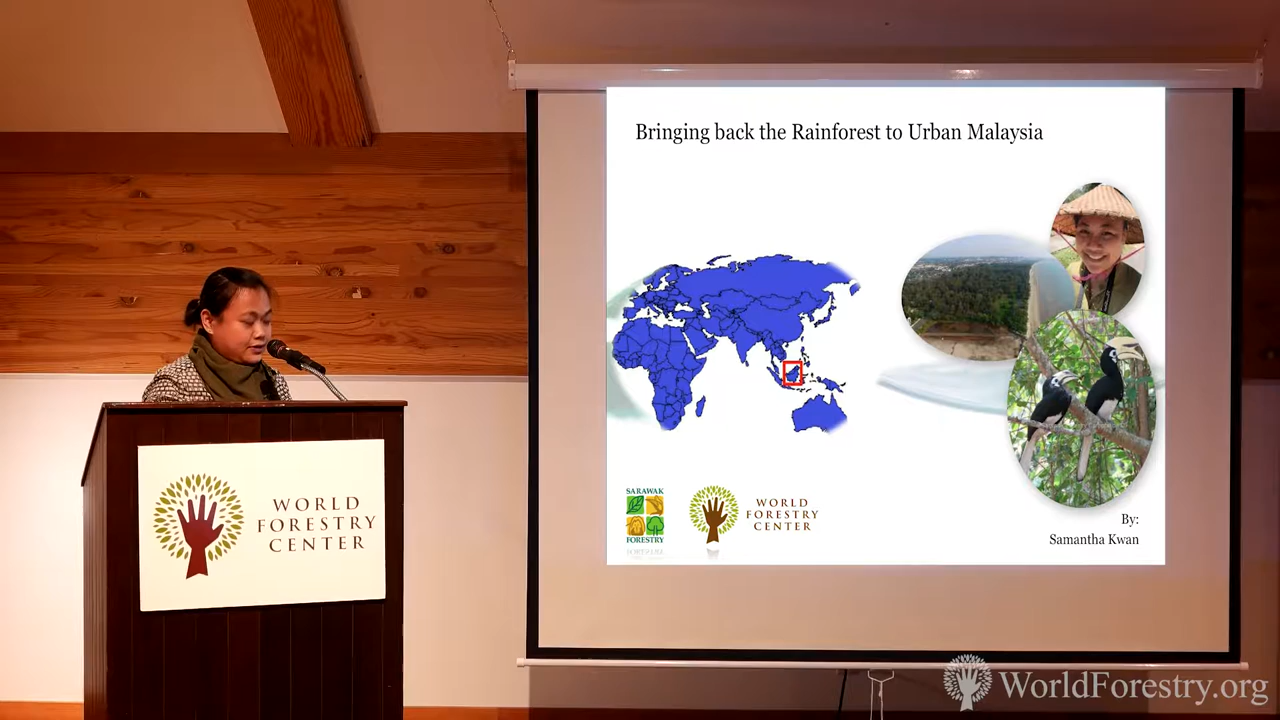 Bringing back the Rainforest to Urban Malaysia
SARAWAK
FORESTRY
WORLD
FORESTRY
CENTER
By:
Samantha Kwan
WORLD
FORESTRY
CENTER
WorldForestry.org